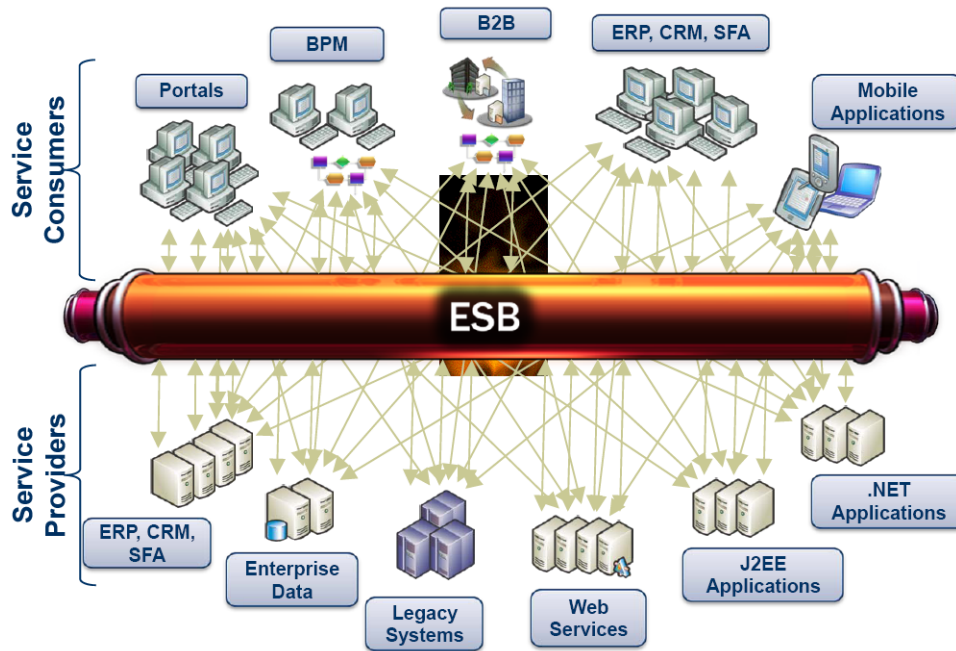 B2B
BPM
ERP, CRM, SFA
Portals
Mobile
Applications
Service
Consumers
ESB
Service
Providers
.NET
Applications
ERP, CRM,
SFA
J2EE
Applications
Enterprise
Data
Legacy
Systems
Web
Services